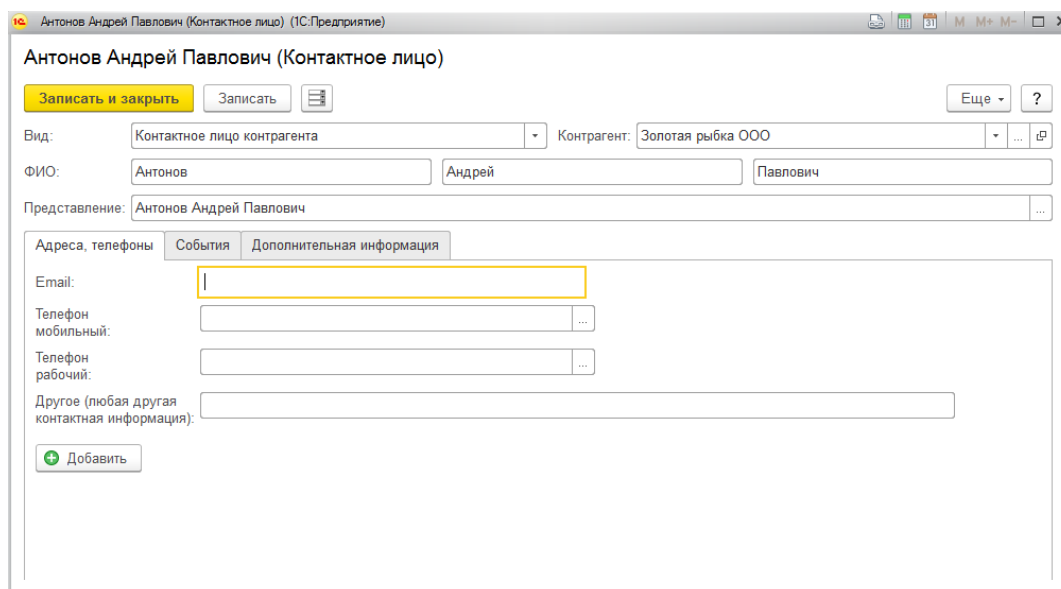 1С Антонов Андрей Павлович (Контактное лицо) (1С:Предприятие) 31 M M+ M-
Антонов Андрей Павлович (Контактное лицо)
Записать и закрыть Записать Еще ?
Вид: Контактное лицо контрагента Контрагент: Золотая рыбка ООО ...
ФИО: Антонов Андрей Павлович
Представление: Антонов Андрей Павлович ...
Адреса, телефоны События Дополнительная информация
Email:
Телефон
мобильный: ...
Телефон
рабочий: ...
Другое (любая другая
контактная информация):
Добавить